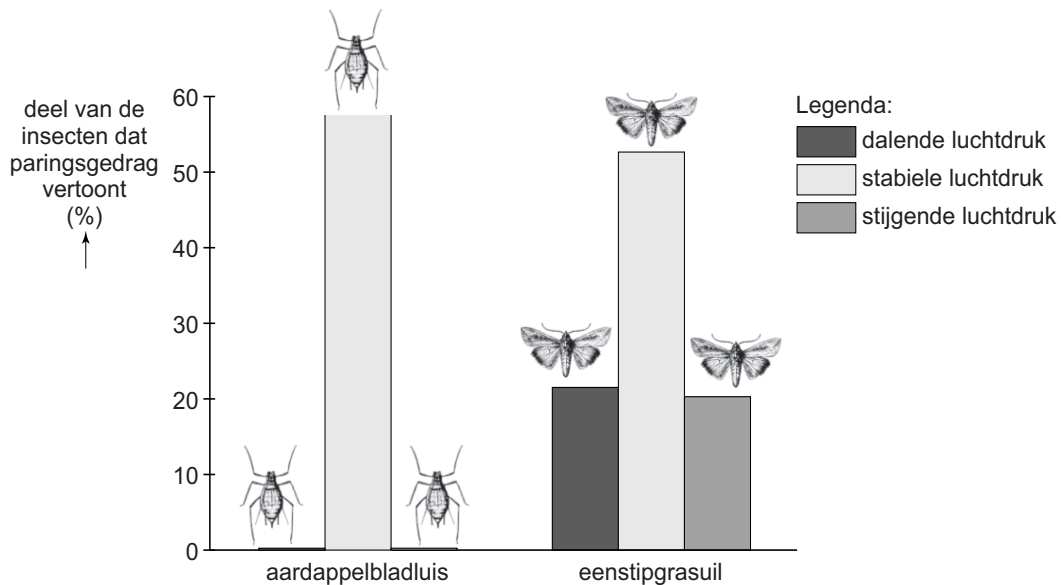 deel van de
insecten dat
paringsgedrag
vertoont
(%)
60
50
40
30
20
10
0
aardappelbladluis
eenstipgrasuil
Legenda:
dalende luchtdruk
stabiele luchtdruk
stijgende luchtdruk